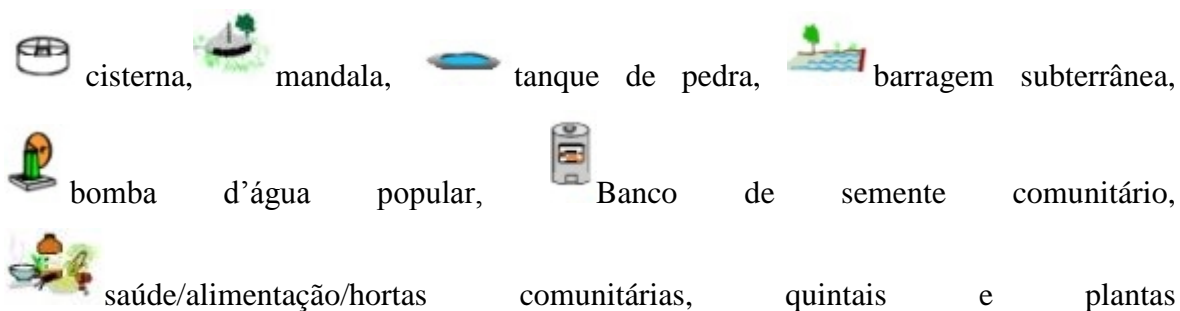 cisterna, mandala, tanque de pedra, barragem subterrânea,
bomba d'água popular, Banco de semente comunitário,
saúde/alimentação/hortas comunitárias, quintais e plantas